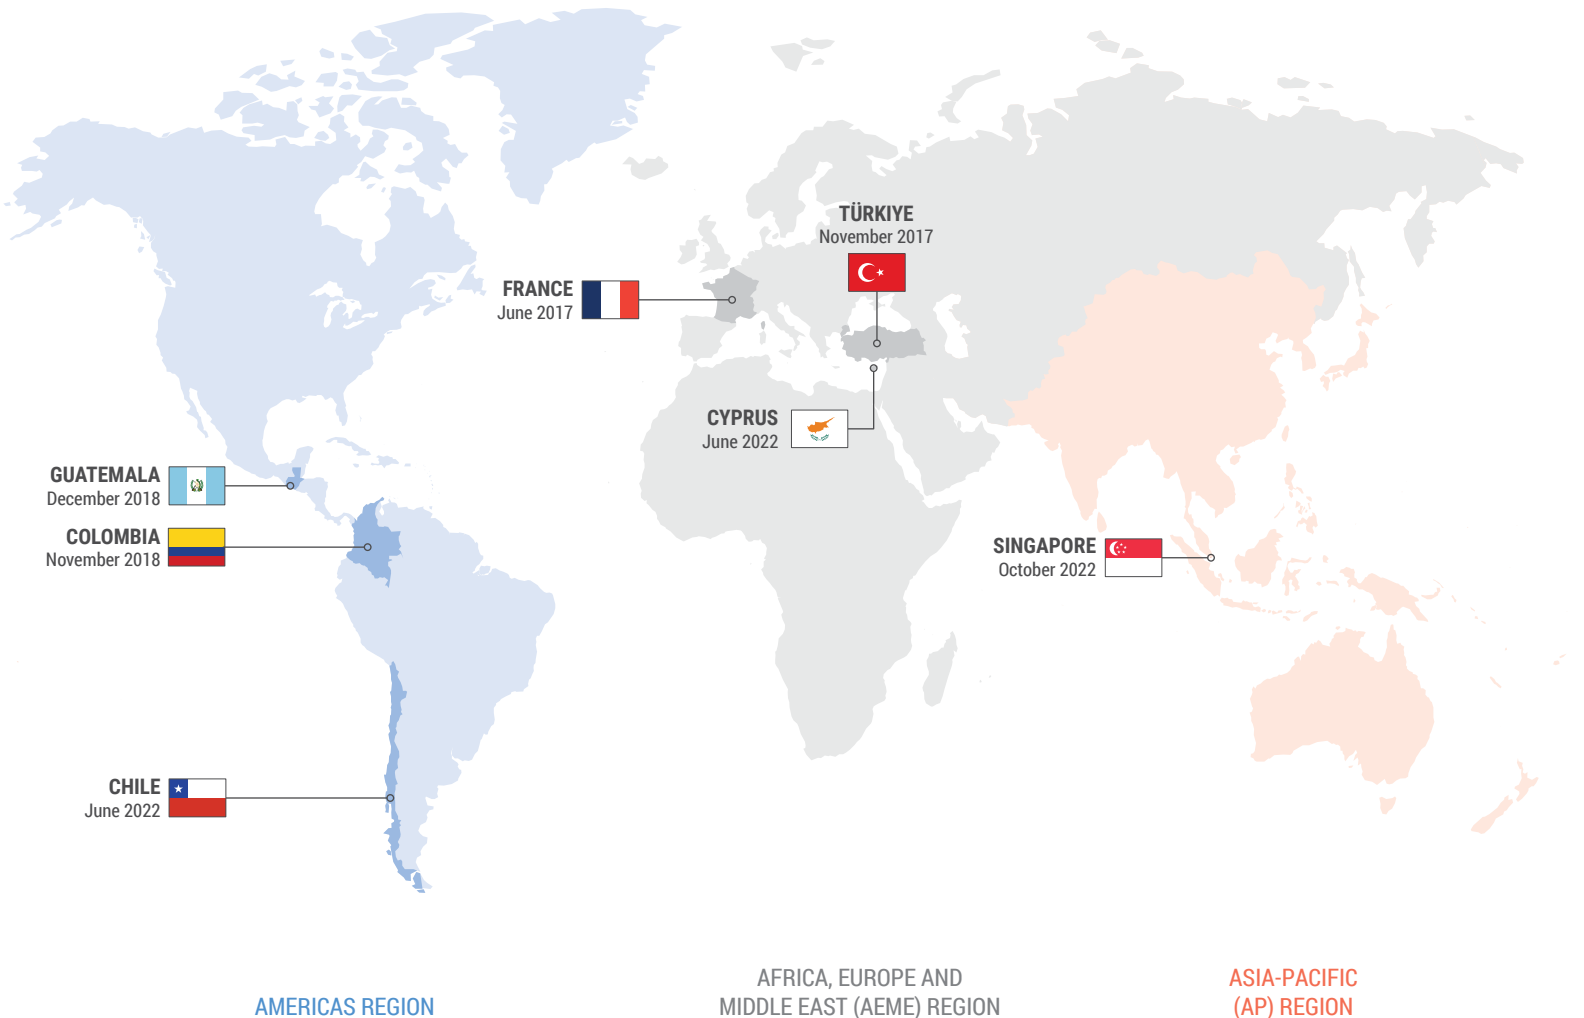 TÜRKIYE
November 2017
FRANCE
June 2017
CYPRUS
June 2022
GUATEMALA
December 2018
COLOMBIA
November 2018
SINGAPORE
October 2022
CHILE
June 2022
AMERICAS REGION
AFRICA, EUROPE AND
MIDDLE EAST (AEME) REGION
ASIA-PACIFIC
(AP) REGION